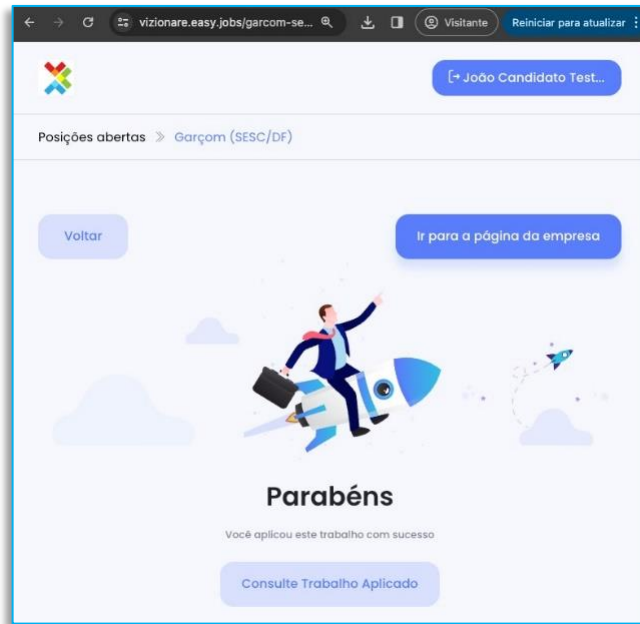 vizionare.easy.jobs/garcom-se...
Visitante
Reiniciar para atualizar
João Candidato Test...
Posições abertas
Garçom (SESC/DF)
Voltar
Ir para a página da empresa
Parabéns
Você aplicou este trabalho com sucesso
Consulte Trabalho Aplicado